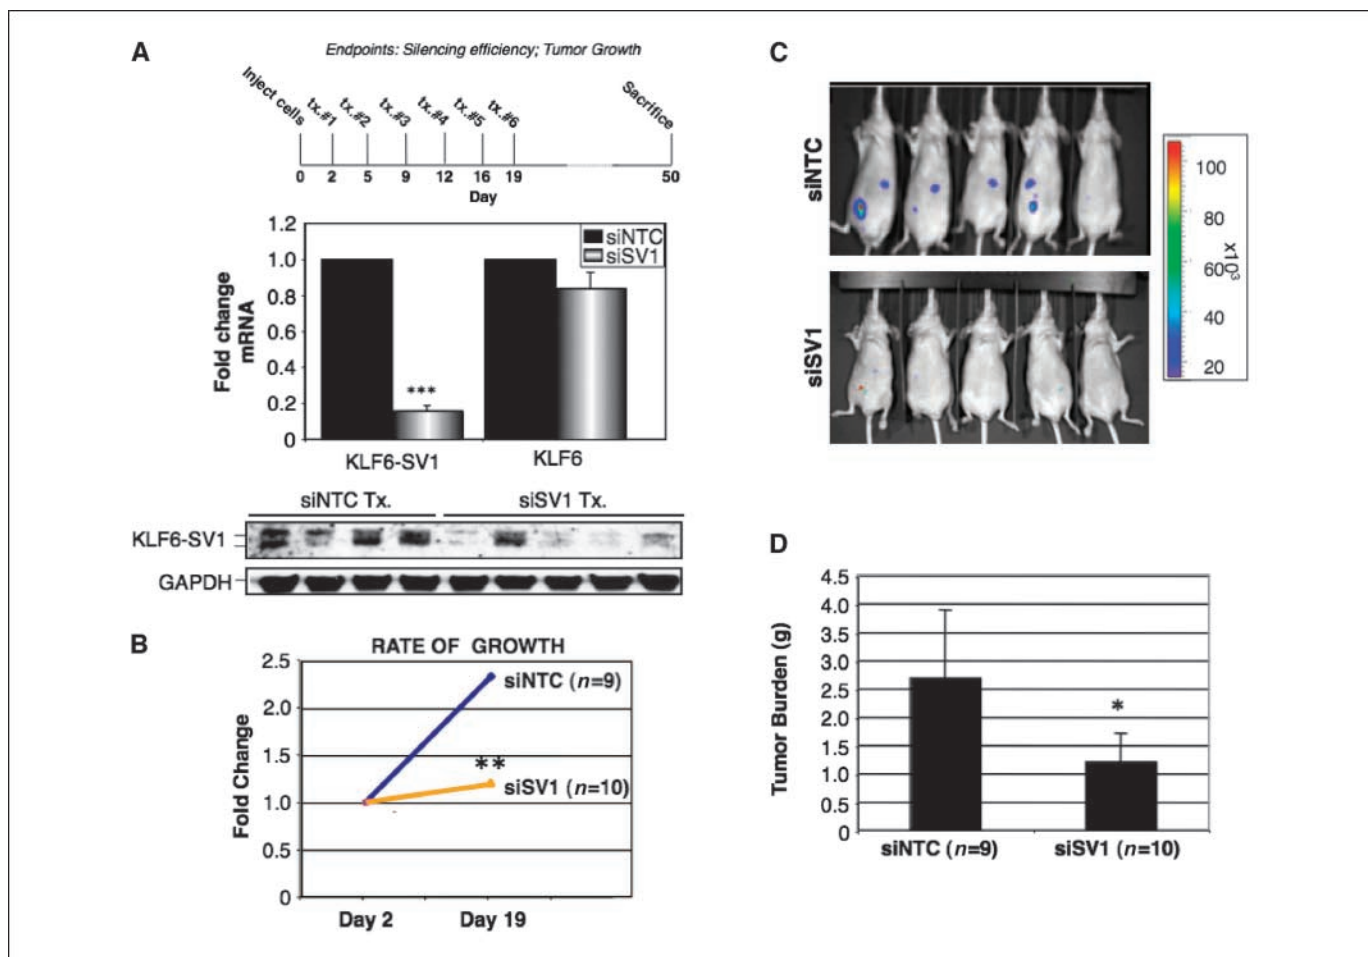 A
Endpoints: Silencing efficiency; Tumor Growth
Inject cells
tx.#1
tx.#2
tx.#3
tx.#4
tx.#5
tx.#6
Sacrifice
0 2 5 9 12 16 19 50
Day
1.2
1.0
0.8
0.6
0.4
0.2
0
Fold change
mRNA
siNTC
siSV1
***
KLF6-SV1
KLF6
siNTC Tx.
siSV1 Tx.
KLF6-SV1
GAPDH
B
RATE OF GROWTH
2.5
2.0
1.5
1.0
0.5
0
Fold Change
siNTC (n=9)
**
siSV1 (n=10)
Day 2
Day 19
C
siNTC
siSV1
100
80
60
40
20
x10³
D
4.5
4.0
3.5
3.0
2.5
2.0
1.5
1.0
0.5
0
Tumor Burden (g)
*
siNTC (n=9)
siSV1 (n=10)